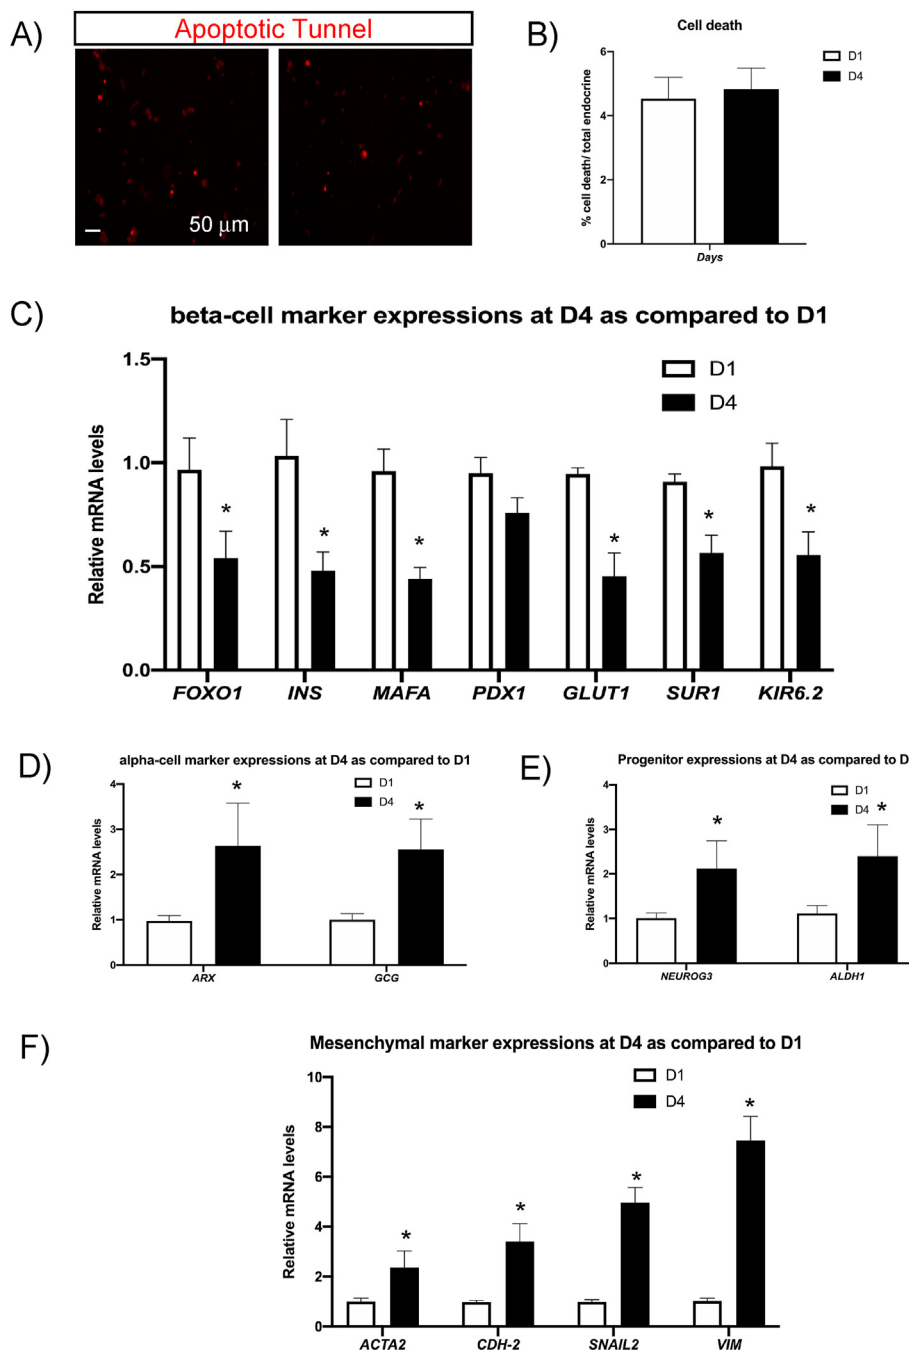 A)
Apoptotic Tunnel
50 μm
B)
Cell death
D1
D4
% cell death/ total endocrine
6
4
2
0
Days
C)
beta-cell marker expressions at D4 as compared to D1
D1
D4
Relative mRNA levels
1.5
1.0
0.5
0.0
* * * * * *
FOXO1 INS MAFA PDX1 GLUT1 SUR1 KIR6.2
D)
alpha-cell marker expressions at D4 as compared to D1
D1
D4
Relative mRNA levels
4
3
2
1
0
* *
ARX GCG
E)
Progenitor expressions at D4 as compared to D
D1
D4
Relative mRNA levels
4
3
2
1
0
* *
NEUROG3 ALDH1
F)
Mesenchymal marker expressions at D4 as compared to D1
D1
D4
Relative mRNA levels
10
8
6
4
2
0
* * * *
ACTA2 CDH-2 SNAIL2 VIM